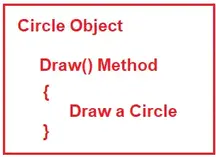 Circle Object
Draw() Method
{
Draw a Circle
}